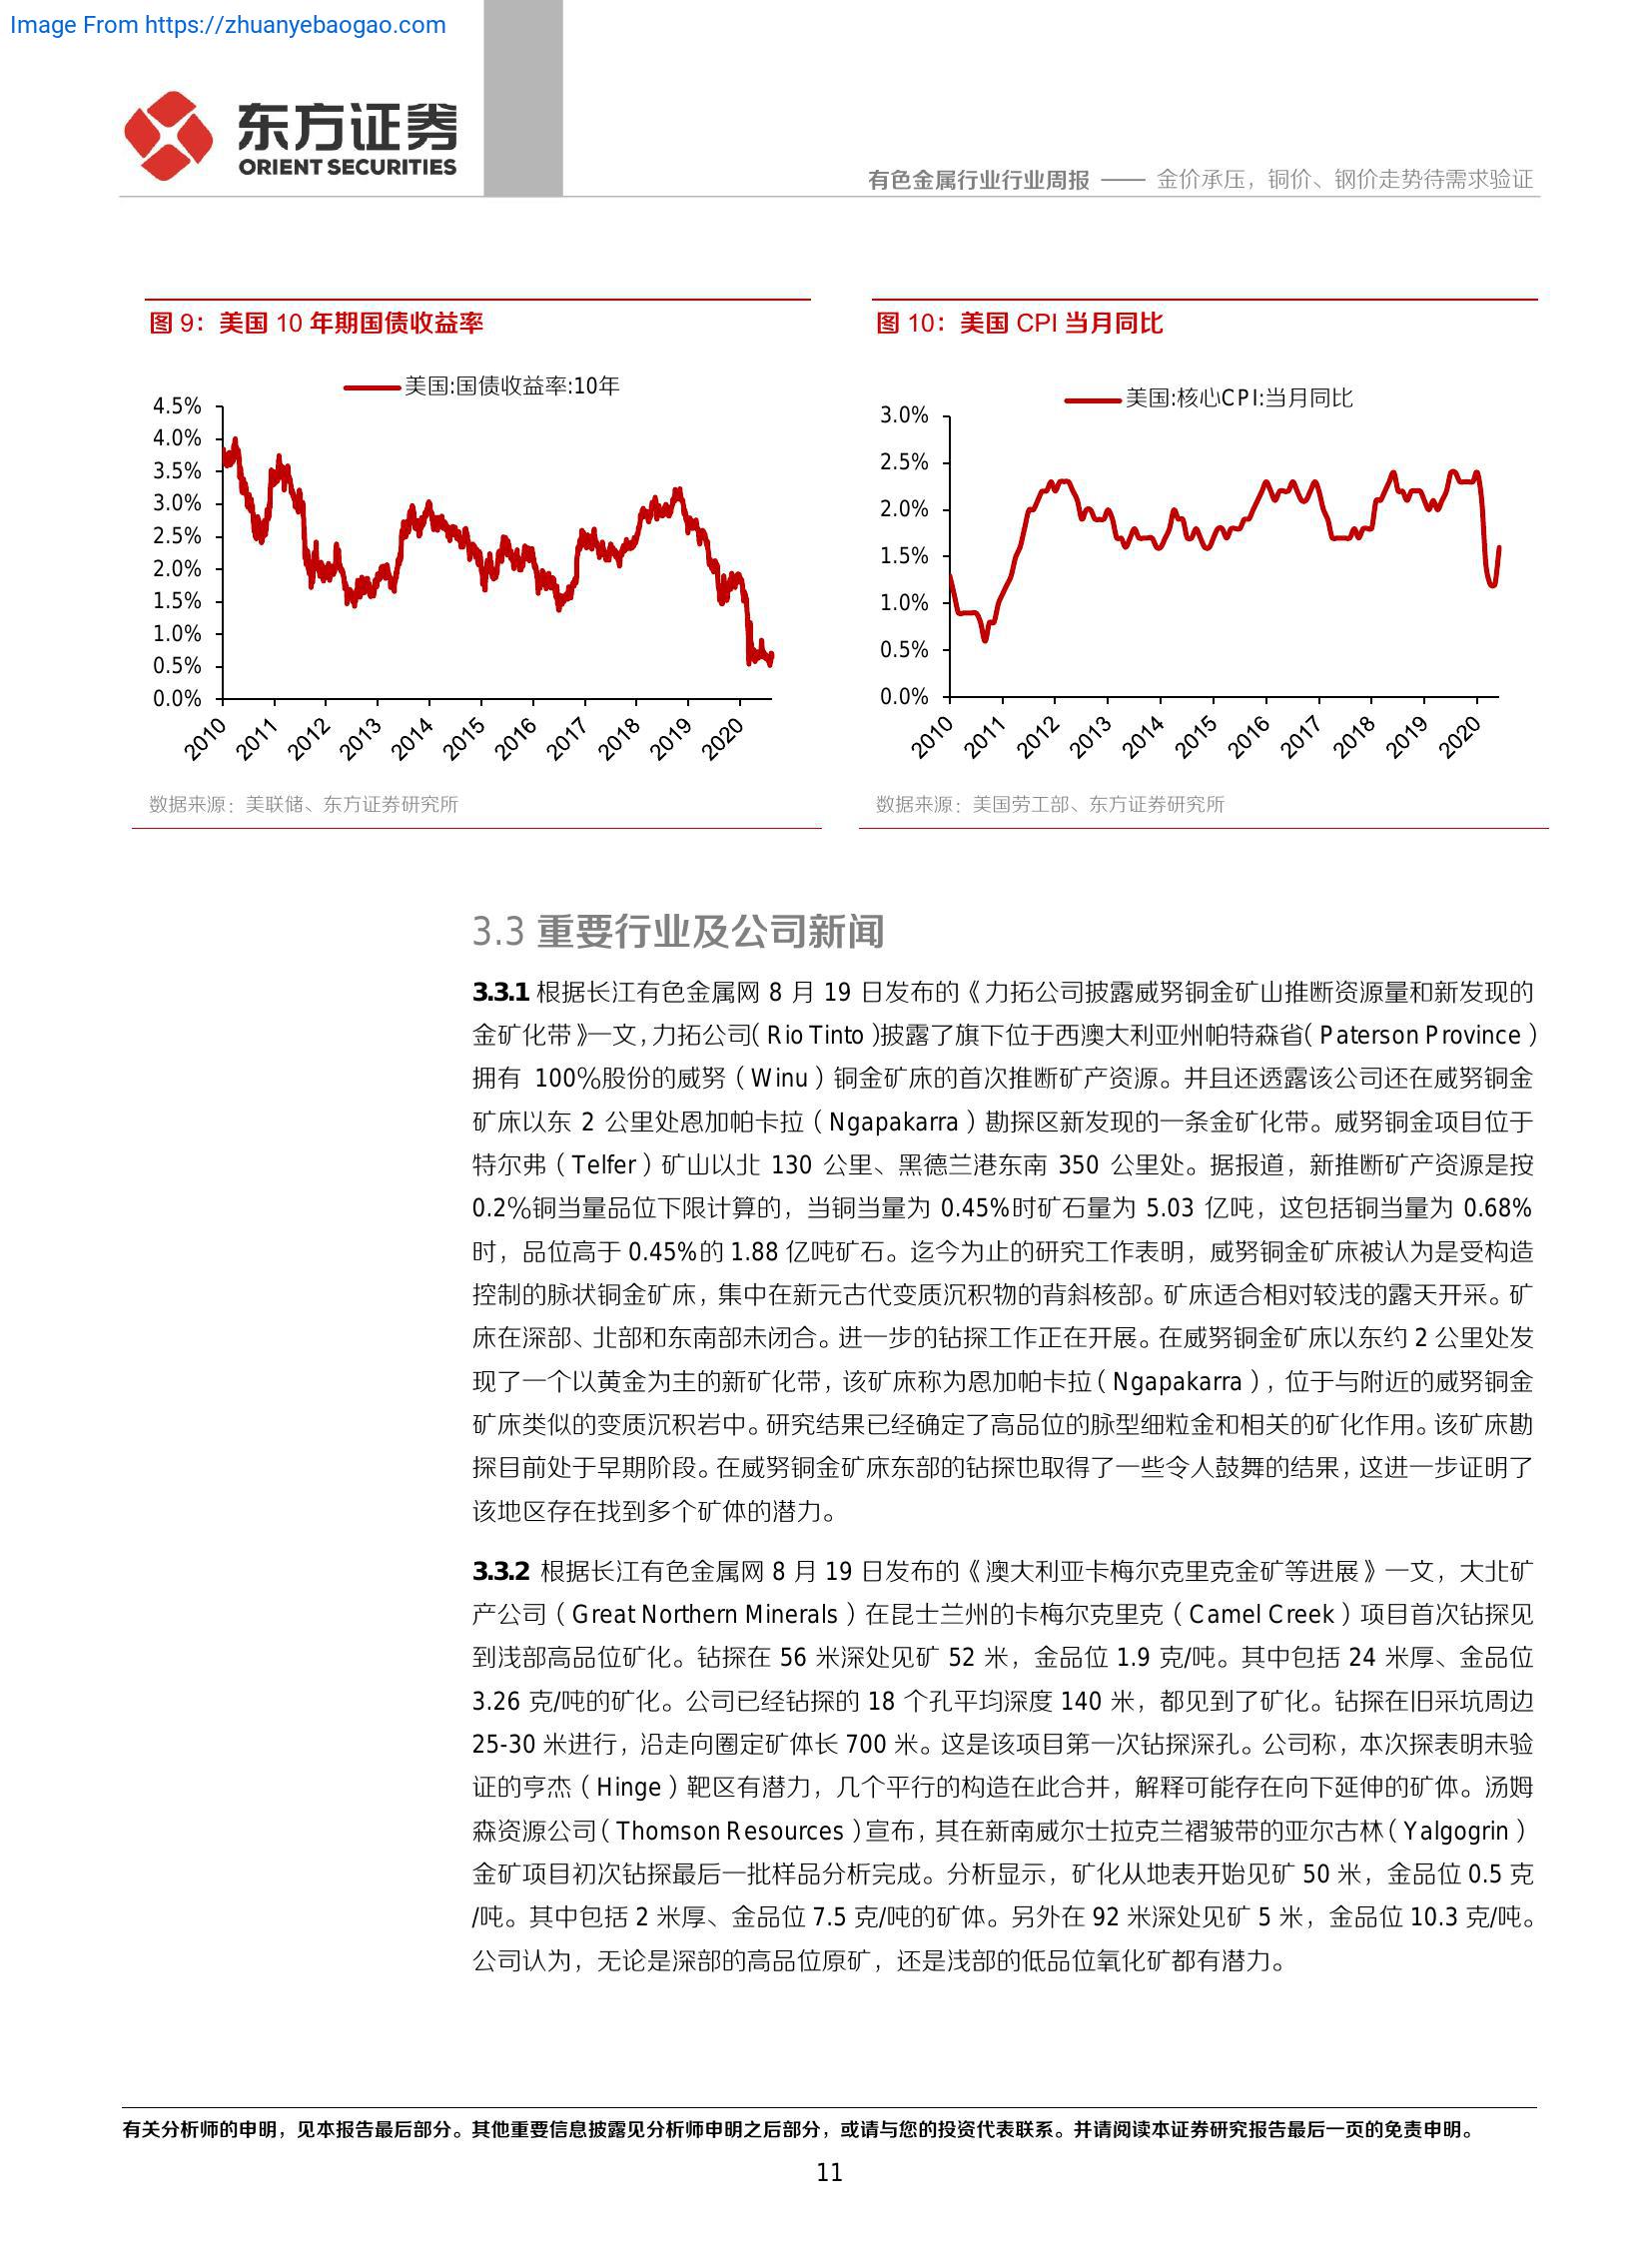 Image From https://zhuanyebaogao.com
东方证券
ORIENT SECURITIES
有色金属行业行业周报 —— 金价承压，铜价、钢价走势待需求验证
图 9：美国 10 年期国债收益率
美国:国债收益率:10年
4.5%
4.0%
3.5%
3.0%
2.5%
2.0%
1.5%
1.0%
0.5%
0.0%
2010 2011 2012 2013 2014 2015 2016 2017 2018 2019 2020
数据来源：美联储、东方证券研究所
图 10：美国 CPI 当月同比
美国:核心CPI:当月同比
3.0%
2.5%
2.0%
1.5%
1.0%
0.5%
0.0%
2010 2011 2012 2013 2014 2015 2016 2017 2018 2019 2020
数据来源：美国劳工部、东方证券研究所
3.3 重要行业及公司新闻
3.3.1 根据长江有色金属网 8 月 19 日发布的《力拓公司披露威努铜金矿山推断资源量和新发现的
金矿化带》一文，力拓公司（Rio Tinto）披露了旗下位于西澳大利亚州帕特森省（Paterson Province）
拥有 100%股份的威努（Winu）铜金矿床的首次推断矿产资源。并且还透露该公司还在威努铜金
矿床以东 2 公里处恩加帕卡拉（Ngapakarra）勘探区新发现的一条金矿化带。威努铜金项目位于
特尔弗（Telfer）矿山以北 130 公里、黑德兰港东南 350 公里处。据报道，新推断矿产资源是按
0.2%铜当量品位下限计算的，当铜当量为 0.45%时矿石量为 5.03 亿吨，这包括铜当量为 0.68%
时，品位高于 0.45%的 1.88 亿吨矿石。迄今为止的研究工作表明，威努铜金矿床被认为是受构造
控制的脉状铜金矿床，集中在新元古代变质沉积物的背斜核部。矿床适合相对较浅的露天开采。矿
床在深部、北部和东南部未闭合。进一步的钻探工作正在开展。在威努铜金矿床以东约 2 公里处发
现了一个以黄金为主的新矿化带，该矿床称为恩加帕卡拉（Ngapakarra），位于与附近的威努铜金
矿床类似的变质沉积岩中。研究结果已经确定了高品位的脉型细粒金和相关的矿化作用。该矿床勘
探目前处于早期阶段。在威努铜金矿床东部的钻探也取得了一些令人鼓舞的结果，这进一步证明了
该地区存在找到多个矿体的潜力。
3.3.2 根据长江有色金属网 8 月 19 日发布的《澳大利亚卡梅尔克里克金矿等进展》一文，大北矿
产公司（Great Northern Minerals）在昆士兰州的卡梅尔克里克（Camel Creek）项目首次钻探见
到浅部高品位矿化。钻探在 56 米深处见矿 52 米，金品位 1.9 克/吨。其中包括 24 米厚、金品位
3.26 克/吨的矿化。公司已经钻探的 18 个孔平均深度 140 米，都见到了矿化。钻探在旧采坑周边
25-30 米进行，沿走向圈定矿体长 700 米。这是该项目第一次钻探深孔。公司称，本次探表明未验
证的亨杰（Hinge）靶区有潜力，几个平行的构造在此合并，解释可能存在向下延伸的矿体。汤姆
森资源公司（Thomson Resources）宣布，其在新南威尔士拉克兰褶皱带的亚尔古林（Yalgogrin）
金矿项目初次钻探最后一批样品分析完成。分析显示，矿化从地表开始见矿 50 米，金品位 0.5 克
/吨。其中包括 2 米厚、金品位 7.5 克/吨的矿体。另外在 92 米深处见矿 5 米，金品位 10.3 克/吨。
公司认为，无论是深部的高品位原矿，还是浅部的低品位氧化矿都有潜力。
有关分析师的申明，见本报告最后部分。其他重要信息披露见分析师申明之后部分，或请与您的投资代表联系。并请阅读本证券研究报告最后一页的免责申明。
11